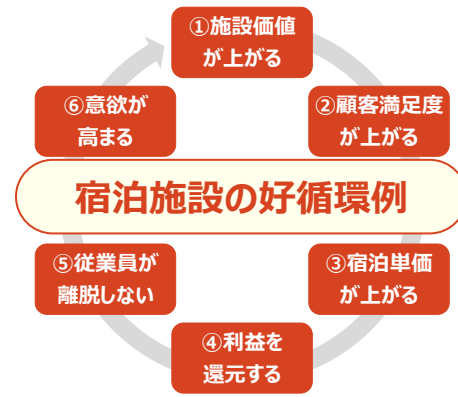 ①施設価値
が上がる
②顧客満足度
が上がる
⑥意欲が
高まる
宿泊施設の好循環例
③宿泊単価
が上がる
⑤従業員が
離脱しない
④利益を
還元する